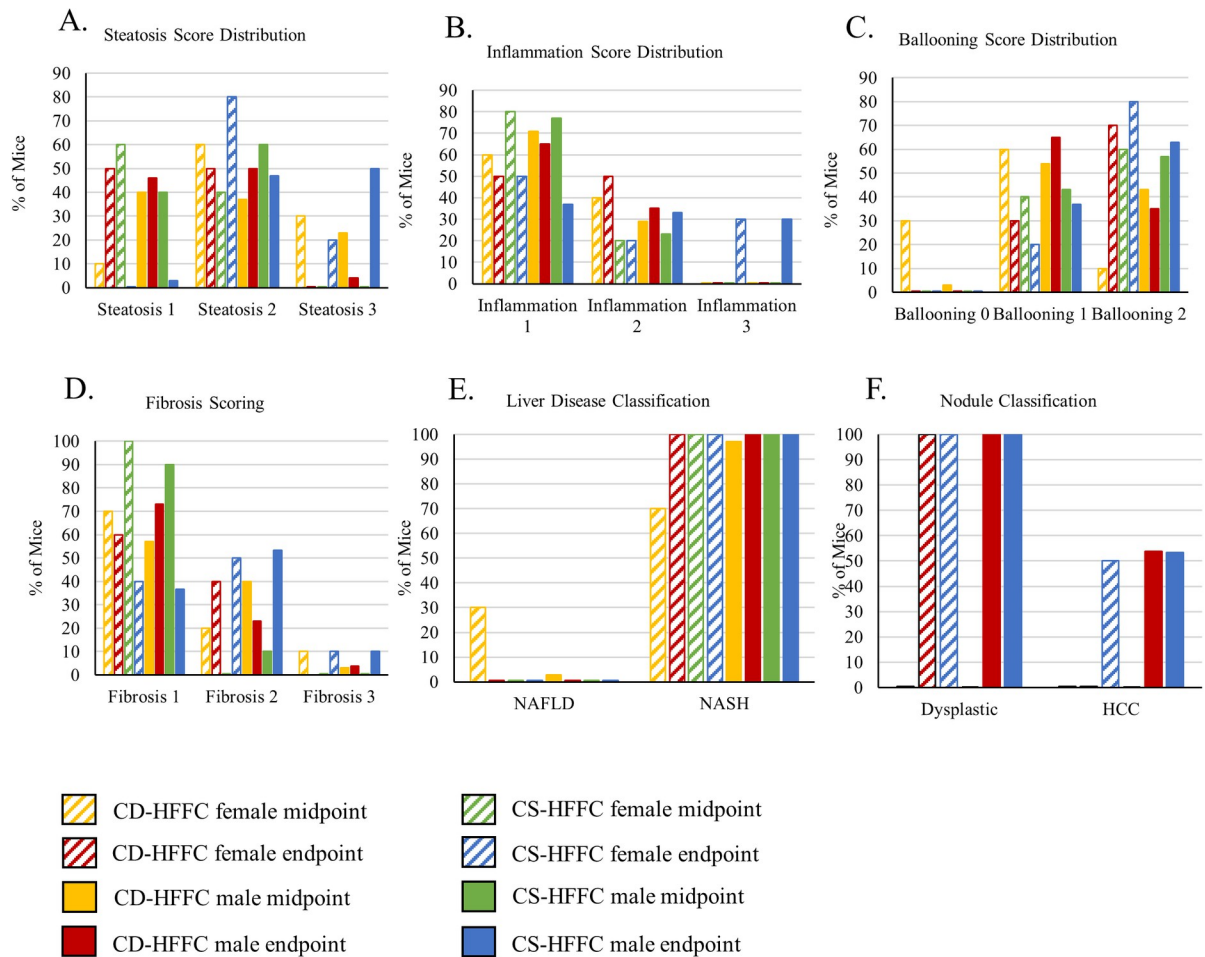 A.
Steatosis Score Distribution
% of Mice
90
80
70
60
50
40
30
20
10
0
Steatosis 1
Steatosis 2
Steatosis 3
B.
Inflammation Score Distribution
% of Mice
90
80
70
60
50
40
30
20
10
0
Inflammation
1
Inflammation
2
Inflammation
3
C.
Ballooning Score Distribution
% of Mice
90
80
70
60
50
40
30
20
10
0
Ballooning 0
Ballooning 1
Ballooning 2
D.
Fibrosis Scoring
% of Mice
100
90
80
70
60
50
40
30
20
10
0
Fibrosis 1
Fibrosis 2
Fibrosis 3
E.
Liver Disease Classification
% of Mice
100
90
80
70
60
50
40
30
20
10
0
NAFLD
NASH
F.
Nodule Classification
% of Mice
100
90
80
70
60
50
40
30
20
10
0
Dysplastic
HCC
CD-HFFC female midpoint
CD-HFFC female endpoint
CD-HFFC male midpoint
CD-HFFC male endpoint
CS-HFFC female midpoint
CS-HFFC female endpoint
CS-HFFC male midpoint
CS-HFFC male endpoint